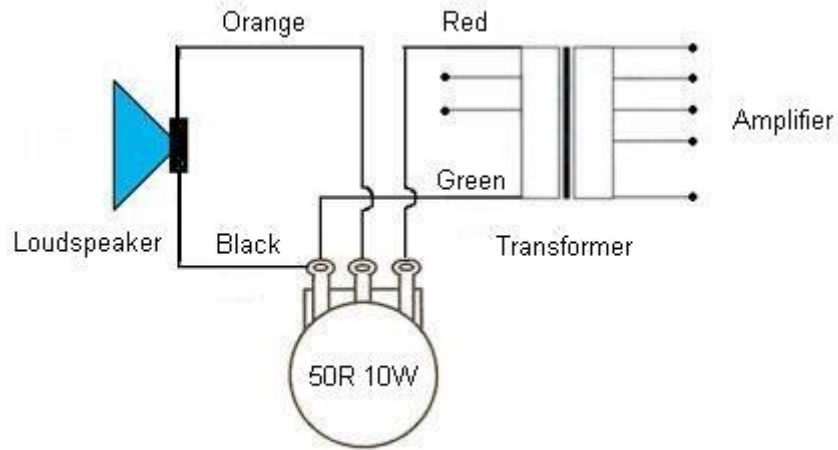 Orange
Red
Amplifier
Green
Loudspeaker
Black
Transformer
50R 10W